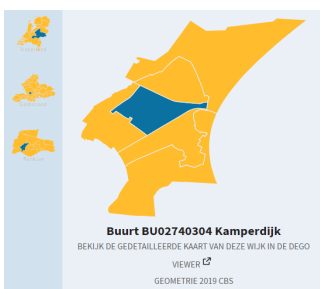 Buurt BU02740304 Kamperdijk
BEKIJK DE GEDETAILLEERDE KAART VAN DEZE WIJK IN DE DEGO
VIEWER
GEOMETRIE 2019 CBS